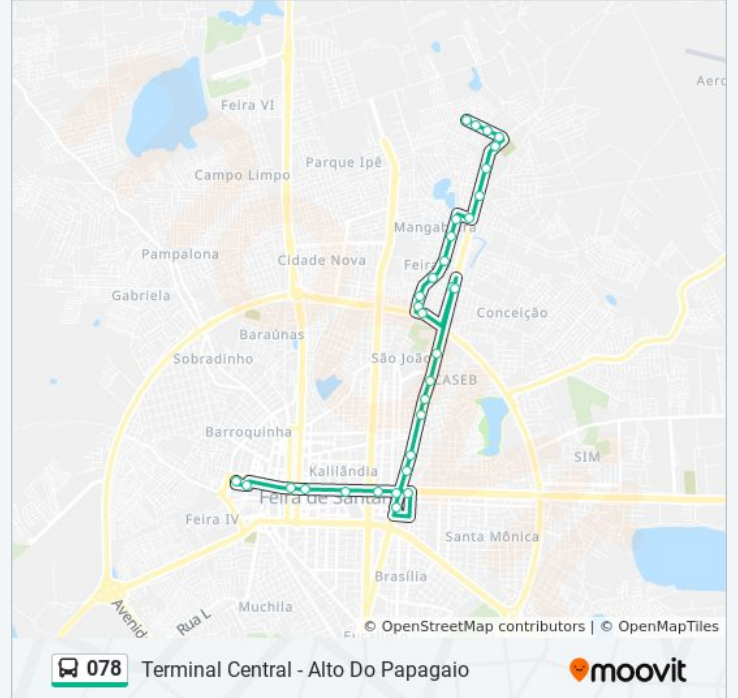 Aero
Feira VI
Parque Ipê
Campo Limpo
Mangabeira
Pampalona
Cidade Nova
Feira
Gabriela
Conceição
Baraúnas
São João
Sobradinho
CASEB
Barroquinha
SIM
Kalilândia
Feira de Santan
Feira IV
Santa Mônica
Brasília
Muchila
Avenid
Rua L
© OpenStreetMap contributors | © OpenMapTiles
078 Terminal Central - Alto Do Papagaio
moovit